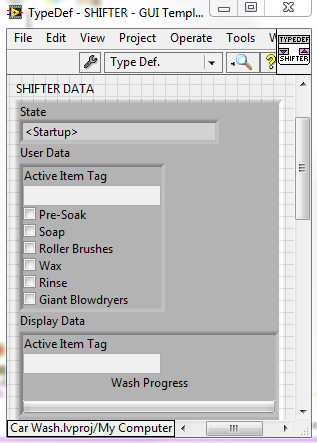 TypeDef - SHIFTER - GUI Templ...
File Edit View Project Operate Tools W
TYPEDEF
SHIFTER
Type Def.
?
SHIFTER DATA
State
<Startup>
User Data
Active Item Tag
Pre-Soak
Soap
Roller Brushes
Wax
Rinse
Giant Blowdryers
Display Data
Active Item Tag
Wash Progress
Car Wash.lvproj/My Computer